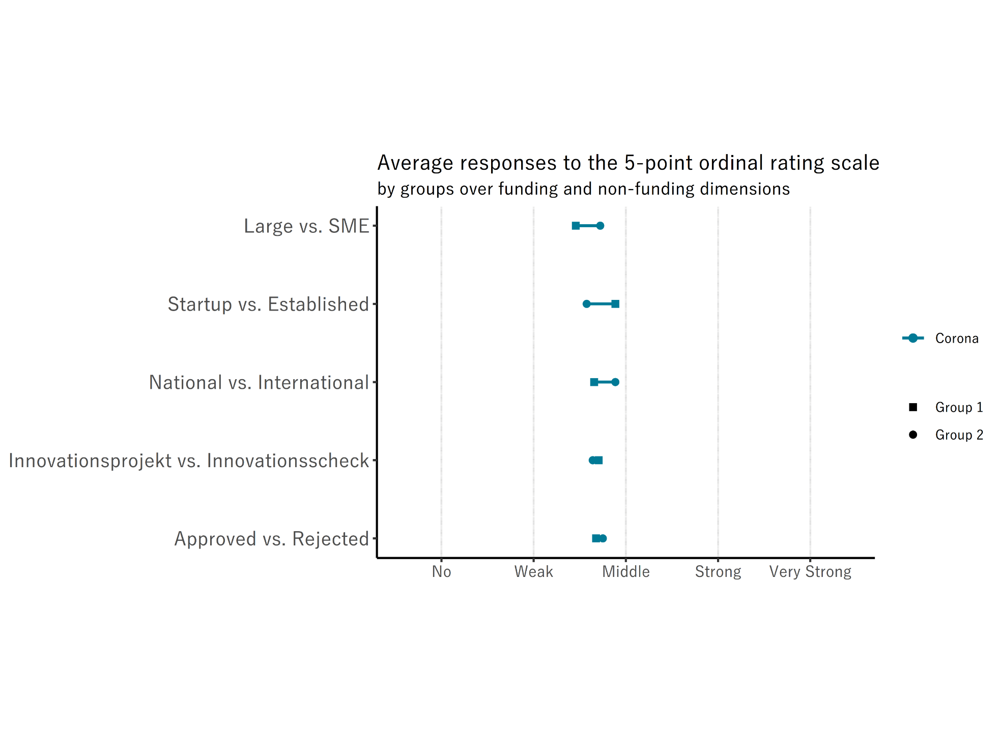 Average responses to the 5-point ordinal rating scale
by groups over funding and non-funding dimensions
Large vs. SME
Startup vs. Established
National vs. International
Innovationsprojekt vs. Innovationsscheck
Approved vs. Rejected
No
Weak
Middle
Strong
Very Strong
Corona
Group 1
Group 2